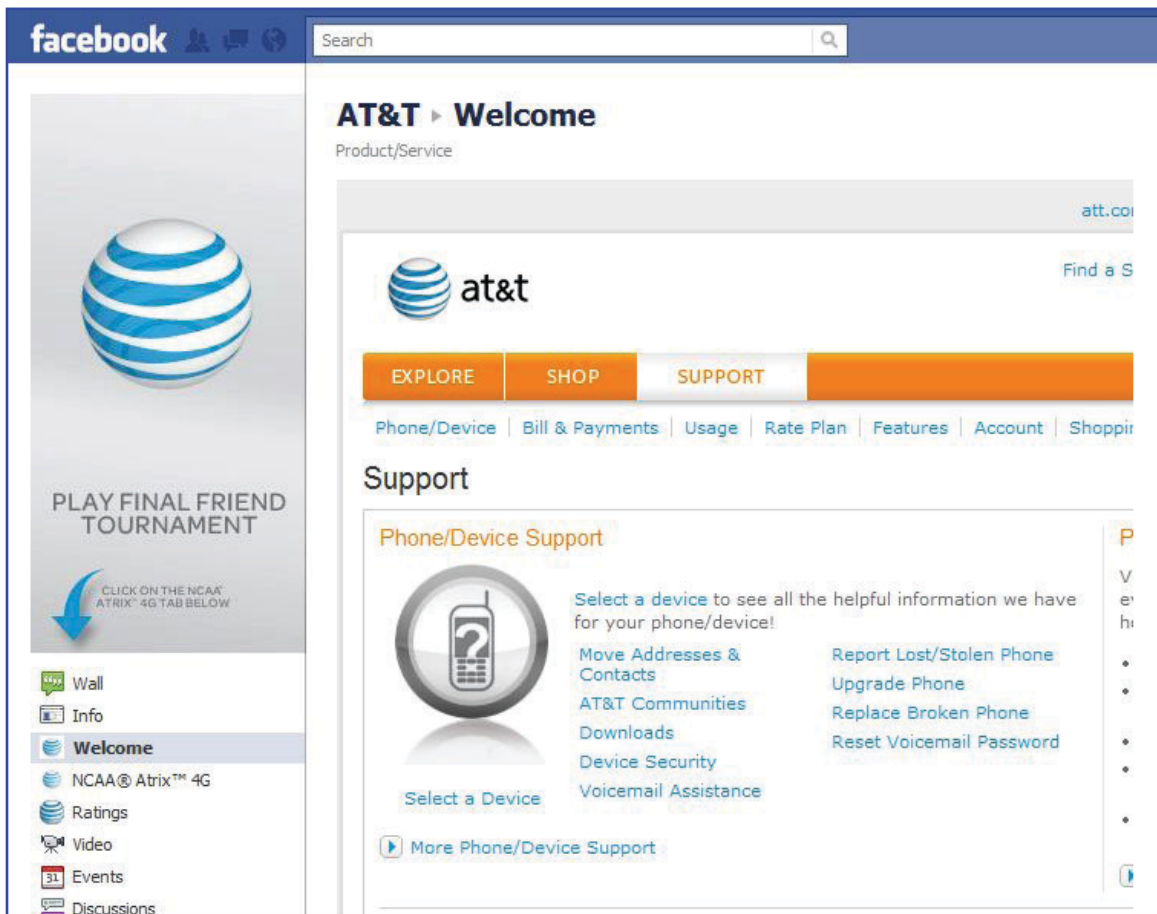 facebook
Search
AT&T ▸ Welcome
Product/Service
PLAY FINAL FRIEND
TOURNAMENT
CLICK ON THE NCAA®
ATRIX™ 4G TAB BELOW
Wall
Info
Welcome
NCAA® Atrix™ 4G
Ratings
Video
31 Events
Discussions
at&t
Find a S
EXPLORE SHOP SUPPORT
Phone/Device | Bill & Payments | Usage | Rate Plan | Features | Account |
Support
Phone/Device Support
Select a device to see all the helpful information we have
for your phone/device!
Move Addresses &
Contacts
AT&T Communities
Downloads
Device Security
Voicemail Assistance
Report Lost/Stolen Phone
Upgrade Phone
Replace Broken Phone
Reset Voicemail Password
Select a Device
More Phone/Device Support